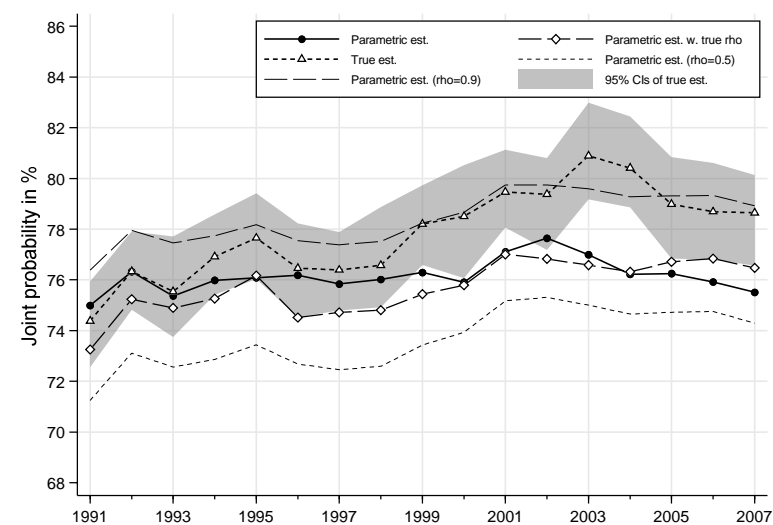 Joint probability in %
86
84
82
80
78
76
74
72
70
68
Parametric est.
True est.
Parametric est. (rho=0.9)
Parametric est. w. true rho
Parametric est. (rho=0.5)
95% CIs of true est.
1991 1993 1995 1997 1999 2001 2003 2005 2007